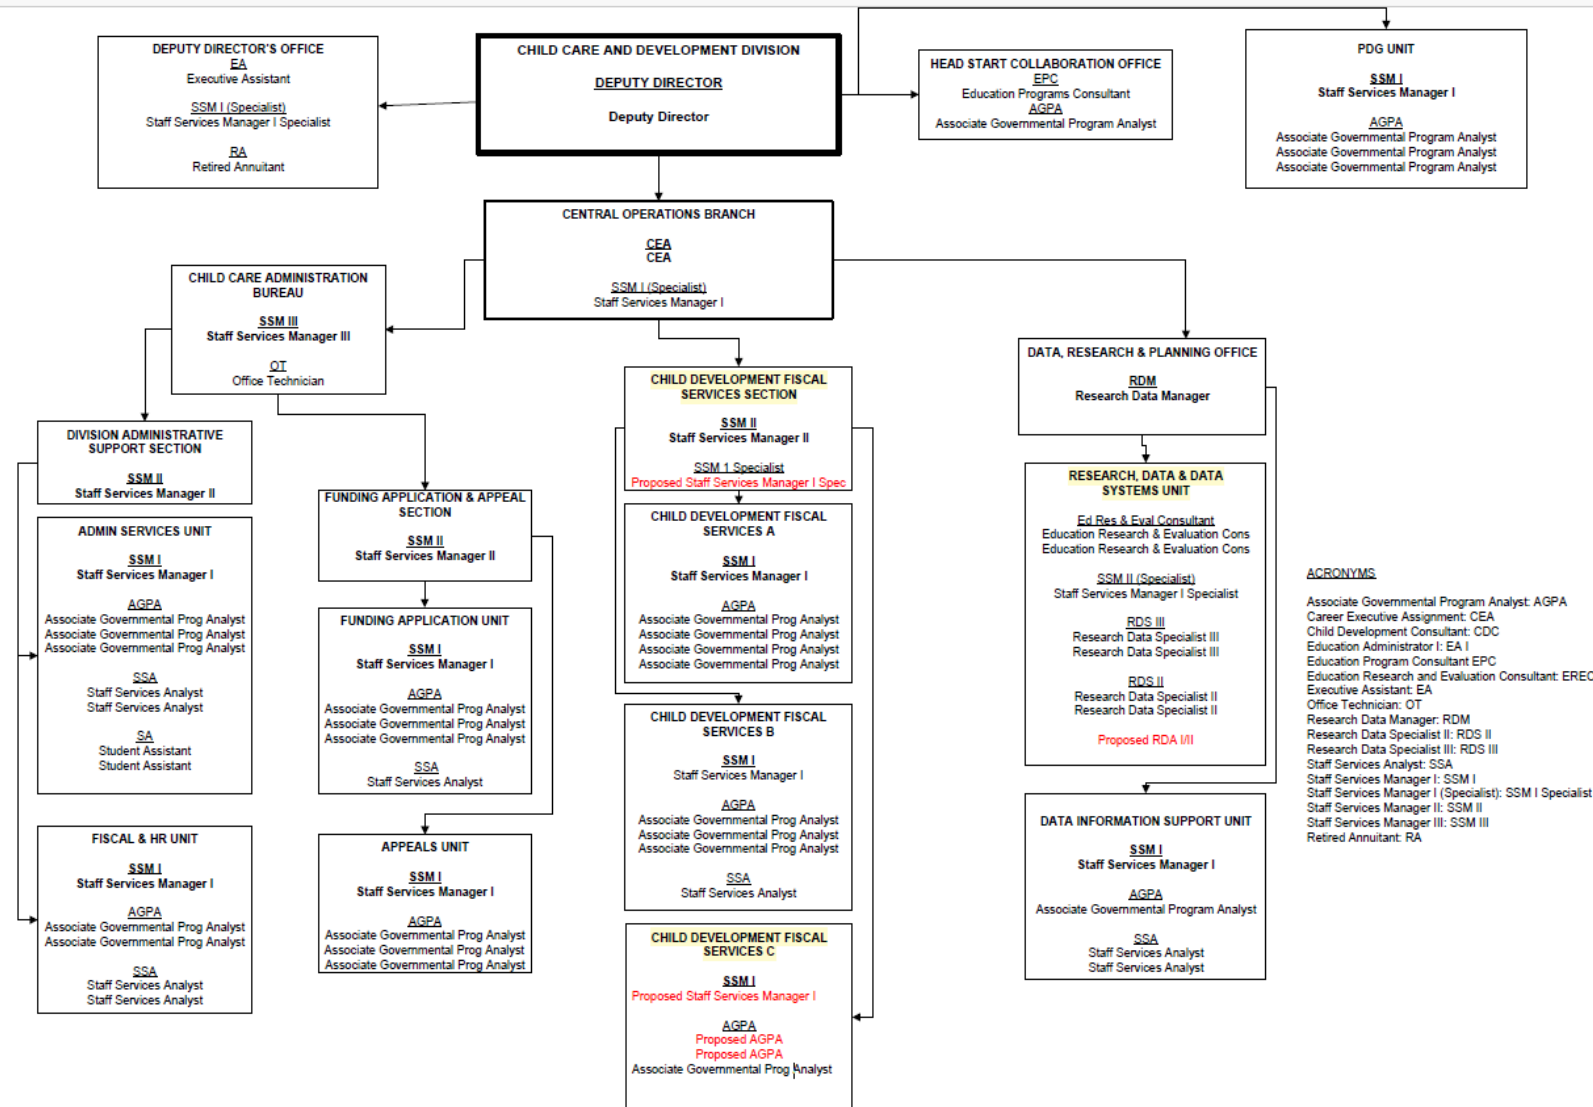 DEPUTY DIRECTOR'S OFFICE
EA
Executive Assistant
SSM I (Specialist)
Staff Services Manager I Specialist
RA
Retired Annuitant
CHILD CARE AND DEVELOPMENT DIVISION
DEPUTY DIRECTOR
Deputy Director
HEAD START COLLABORATION OFFICE
EPC
Education Programs Consultant
AGPA
Associate Governmental Program Analyst
PDG UNIT
SSM I
Staff Services Manager I
AGPA
Associate Governmental Program Analyst
Associate Governmental Program Analyst
Associate Governmental Program Analyst
CENTRAL OPERATIONS BRANCH
CEA
CEA
SSM I (Specialist)
Staff Services Manager I
CHILD CARE ADMINISTRATION
BUREAU
SSM III
Staff Services Manager III
OT
Office Technician
DIVISION ADMINISTRATIVE
SUPPORT SECTION
SSM II
Staff Services Manager II
ADMIN SERVICES UNIT
SSM I
Staff Services Manager I
AGPA
Associate Governmental Prog Analyst
Associate Governmental Prog Analyst
Associate Governmental Prog Analyst
SSA
Staff Services Analyst
Staff Services Analyst
SA
Student Assistant
Student Assistant
FISCAL & HR UNIT
SSM I
Staff Services Manager I
AGPA
Associate Governmental Prog Analyst
Associate Governmental Prog Analyst
SSA
Staff Services Analyst
Staff Services Analyst
FUNDING APPLICATION & APPEAL
SECTION
SSM II
Staff Services Manager II
FUNDING APPLICATION UNIT
SSM I
Staff Services Manager I
AGPA
Associate Governmental Prog Analyst
Associate Governmental Prog Analyst
Associate Governmental Prog Analyst
SSA
Staff Services Analyst
APPEALS UNIT
SSM I
Staff Services Manager I
AGPA
Associate Governmental Prog Analyst
Associate Governmental Prog Analyst
Associate Governmental Prog Analyst
CHILD DEVELOPMENT FISCAL
SERVICES SECTION
SSM II
Staff Services Manager II
SSM 1 Specialist
Proposed Staff Services Manager I Spec
CHILD DEVELOPMENT FISCAL
SERVICES A
SSM I
Staff Services Manager I
AGPA
Associate Governmental Prog Analyst
Associate Governmental Prog Analyst
Associate Governmental Prog Analyst
Associate Governmental Prog Analyst
CHILD DEVELOPMENT FISCAL
SERVICES B
SSM I
Staff Services Manager I
AGPA
Associate Governmental Prog Analyst
Associate Governmental Prog Analyst
Associate Governmental Prog Analyst
SSA
Staff Services Analyst
CHILD DEVELOPMENT FISCAL
SERVICES C
SSM I
Proposed Staff Services Manager I
AGPA
Proposed AGPA
Proposed AGPA
Associate Governmental Prog Analyst
DATA, RESEARCH & PLANNING OFFICE
RDM
Research Data Manager
RESEARCH, DATA & DATA
SYSTEMS UNIT
Ed Res & Eval Consultant
Education Research & Evaluation Cons
Education Research & Evaluation Cons
SSM II (Specialist)
Staff Services Manager I Specialist
RDS III
Research Data Specialist III
Research Data Specialist III
RDS II
Research Data Specialist II
Research Data Specialist II
Proposed RDA I/II
DATA INFORMATION SUPPORT UNIT
SSM I
Staff Services Manager I
AGPA
Associate Governmental Program Analyst
SSA
Staff Services Analyst
Staff Services Analyst
ACRONYMS
Associate Governmental Program Analyst: AGPA
Career Executive Assignment: CEA
Child Development Consultant: CDC
Education Administrator I: EA I
Education Program Consultant EPC
Education Research and Evaluation Consultant: EREC
Executive Assistant: EA
Office Technician: OT
Research Data Manager: RDM
Research Data Specialist II: RDS II
Research Data Specialist III: RDS III
Staff Services Analyst: SSA
Staff Services Manager I: SSM I
Staff Services Manager I (Specialist): SSM I Specialist
Staff Services Manager II: SSM II
Staff Services Manager III: SSM III
Retired Annuitant: RA